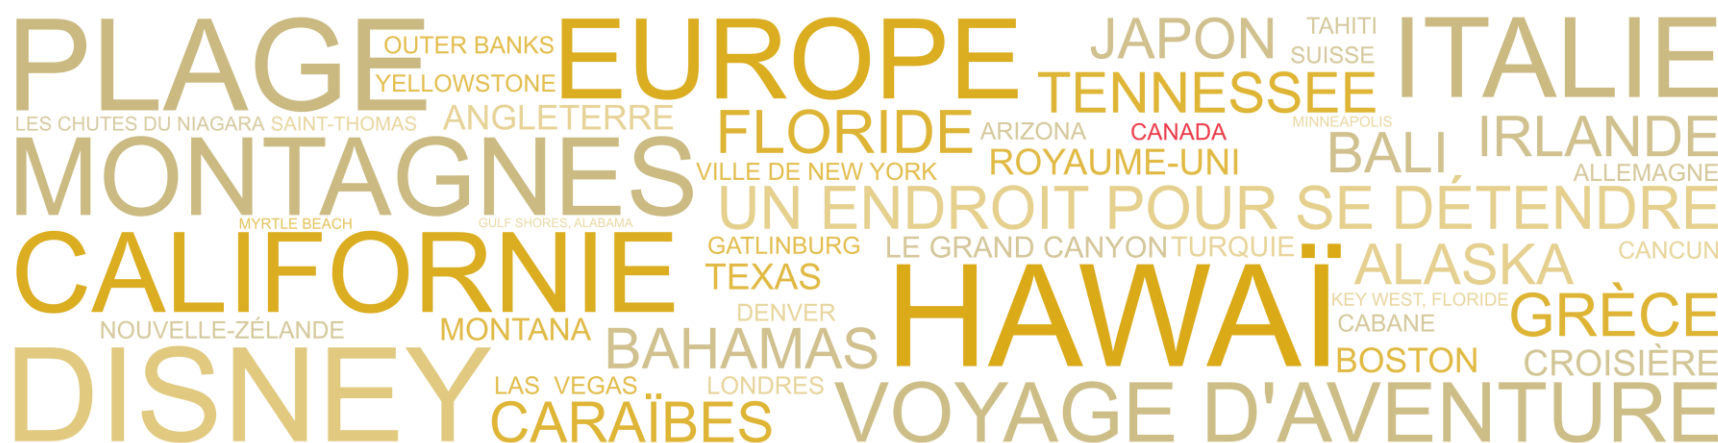 PLAGE
OUTER BANKS
YELLOWSTONE
EUROPE
JAPON
TAHITI
SUISSE
ITALIE
TENNESSEE
LES CHUTES DU NIAGARA
SAINT-THOMAS
ANGLETERRE
FLORIDE
ARIZONA
CANADA
MINNEAPOLIS
BALI
IRLANDE
MONTAGNES
VILLE DE NEW YORK
ROYAUME-UNI
ALLEMAGNE
UN ENDROIT POUR SE DÉTENDRE
MYRTLE BEACH
GULF SHORES, ALABAMA
CALIFORNIE
GATLINBURG
LE GRAND CANYON
TURQUIE
ALASKA
CANCUN
TEXAS
HAWAÏ
KEY WEST, FLORIDE
GRÈCE
NOUVELLE-ZÉLANDE
MONTANA
DENVER
CABANE
BAHAMAS
BOSTON
CROISIÈRE
DISNEY
LAS VEGAS
LONDRES
CARAÏBES
VOYAGE D'AVENTURE